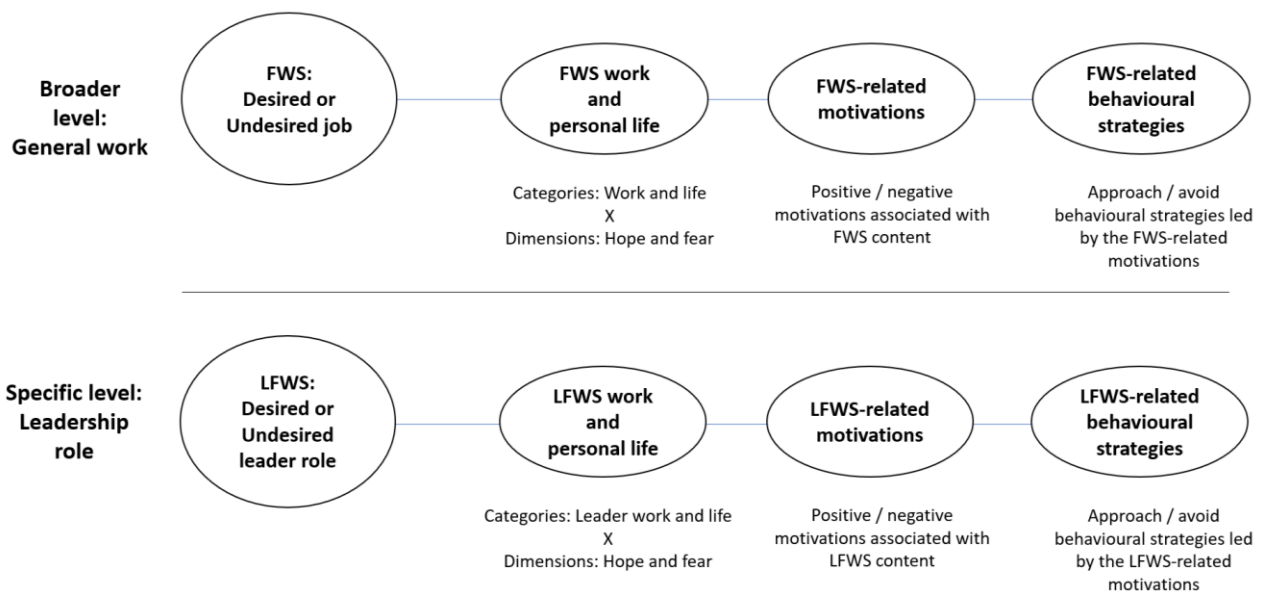 Broader
level:
General work
FWS:
Desired or
Undesired job
FWS work
and
personal life
FWS-related
motivations
FWS-related
behavioural
strategies
Categories: Work and life
X
Dimensions: Hope and fear
Positive / negative
motivations associated with
FWS content
Approach / avoid
behavioural strategies led
by the FWS-related
motivations
Specific level:
Leadership
role
LFWS:
Desired or
Undesired
leader role
LFWS work
and
personal life
LFWS-related
motivations
LFWS-related
behavioural
strategies
Categories: Leader work and life
X
Dimensions: Hope and fear
Positive / negative
motivations associated with
LFWS content
Approach / avoid
behavioural strategies led
by the LFWS-related
motivations